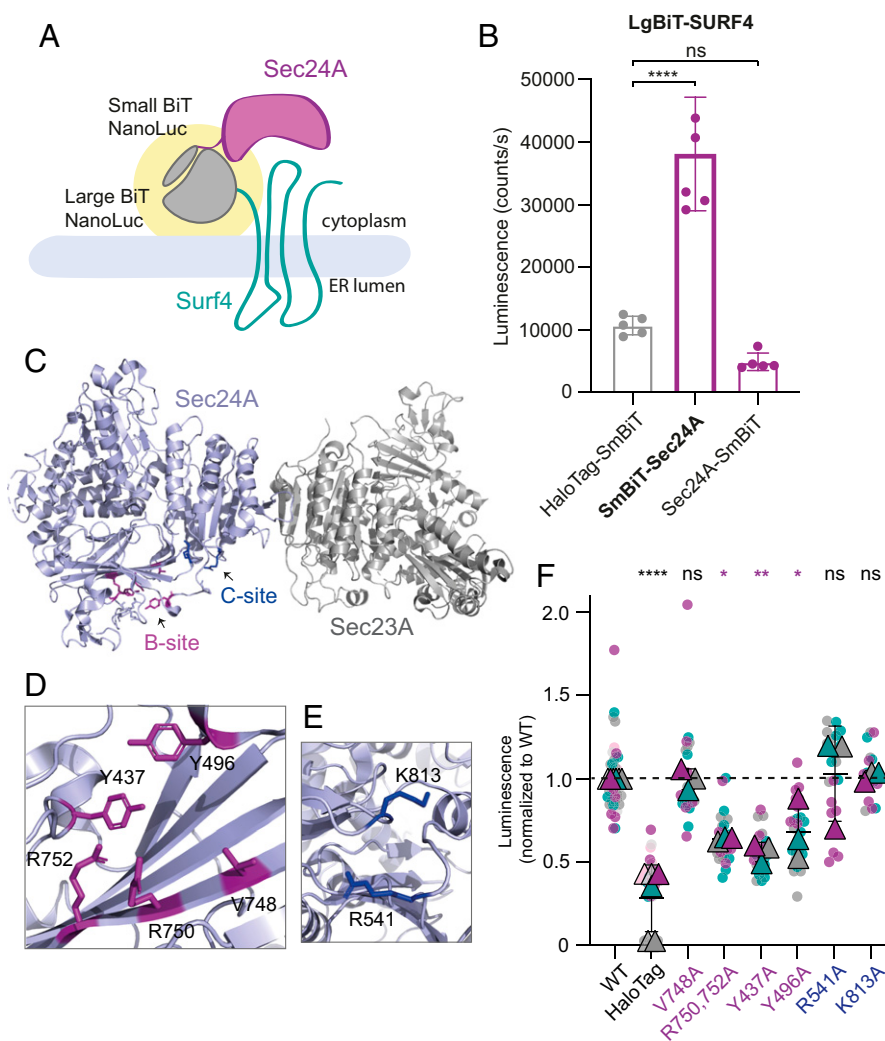 A
Sec24A
Small BiT
NanoLuc
Large BiT
NanoLuc
cytoplasm
ER lumen
Surf4
B
LgBiT-SURF4
ns
****
Luminescence (counts/s)
50000
40000
30000
20000
10000
0
HaloTag-SmBiT
SmBiT-Sec24A
Sec24A-SmBiT
C
Sec24A
C-site
B-site
Sec23A
D
Y496
Y437
R752
V748
R750
E
K813
R541
F
**** ns * ** * ns ns
Luminescence
(normalized to WT)
2.0
1.5
1.0
0.5
0
WT
HaloTag
V748A
R750,752A
Y437A
Y496A
R541A
K813A